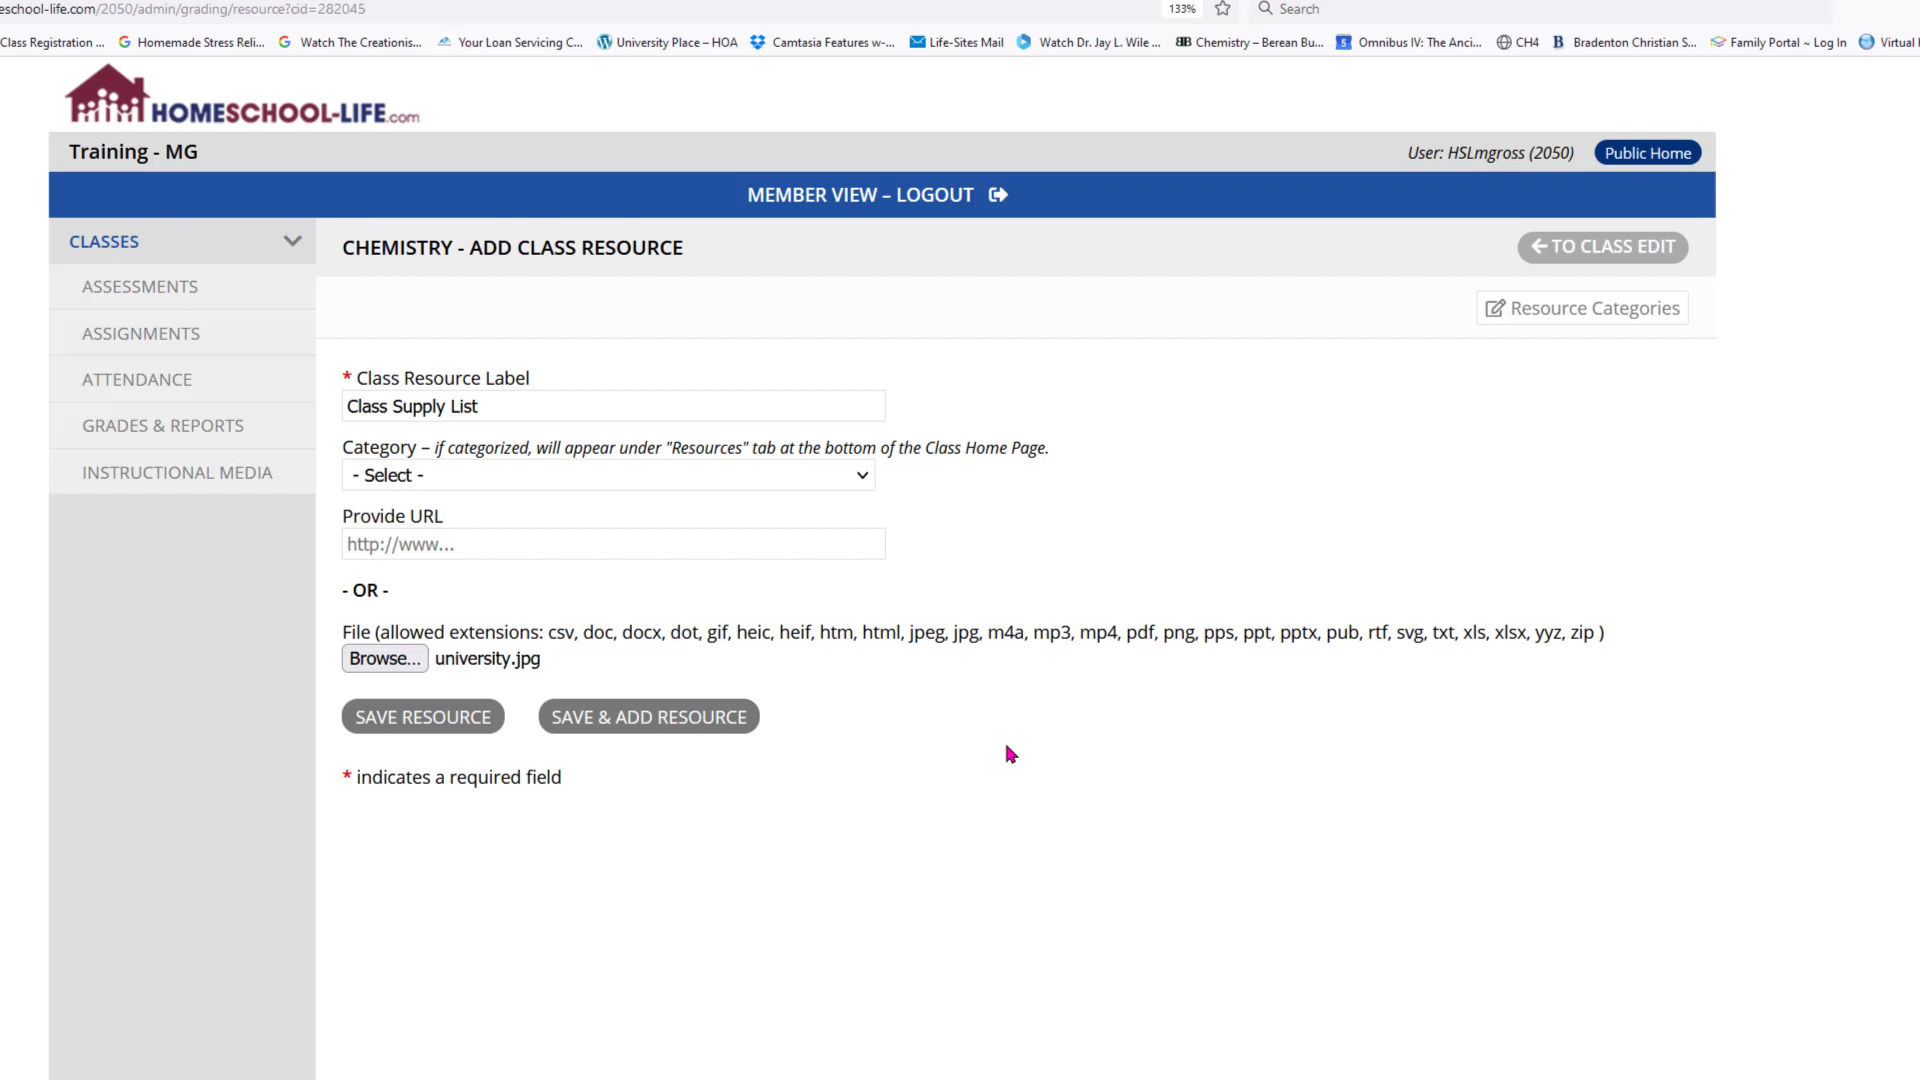 eschool-life.com/2050/admin/grading/resource?cid=282045
133%
Search
Class Registration ...
Homemade Stress Reli...
Watch The Creationis...
Your Loan Servicing C...
University Place – HOA
Camtasia Features w-...
Life-Sites Mail
Watch Dr. Jay L. Wile ...
BB Chemistry – Berean Bu...
5 Omnibus IV: The Anci...
CH4
B Bradenton Christian S...
Family Portal ~ Log In
Virtual
HOMESCHOOL-LIFE.com
Training - MG
User: HSLmgross (2050)
Public Home
MEMBER VIEW – LOGOUT
CLASSES
ASSESSMENTS
ASSIGNMENTS
ATTENDANCE
GRADES & REPORTS
INSTRUCTIONAL MEDIA
CHEMISTRY - ADD CLASS RESOURCE
TO CLASS EDIT
Resource Categories
* Class Resource Label
Class Supply List
Category – if categorized, will appear under "Resources" tab at the bottom of the Class Home Page.
- Select -
Provide URL
http://www...
- OR -
File (allowed extensions: csv, doc, docx, dot, gif, heic, heif, htm, html, jpeg, jpg, m4a, mp3, mp4, pdf, png, pps, ppt, pptx, pub, rtf, svg, txt, xls, xlsx, yyz, zip )
Browse... university.jpg
SAVE RESOURCE
SAVE & ADD RESOURCE
* indicates a required field